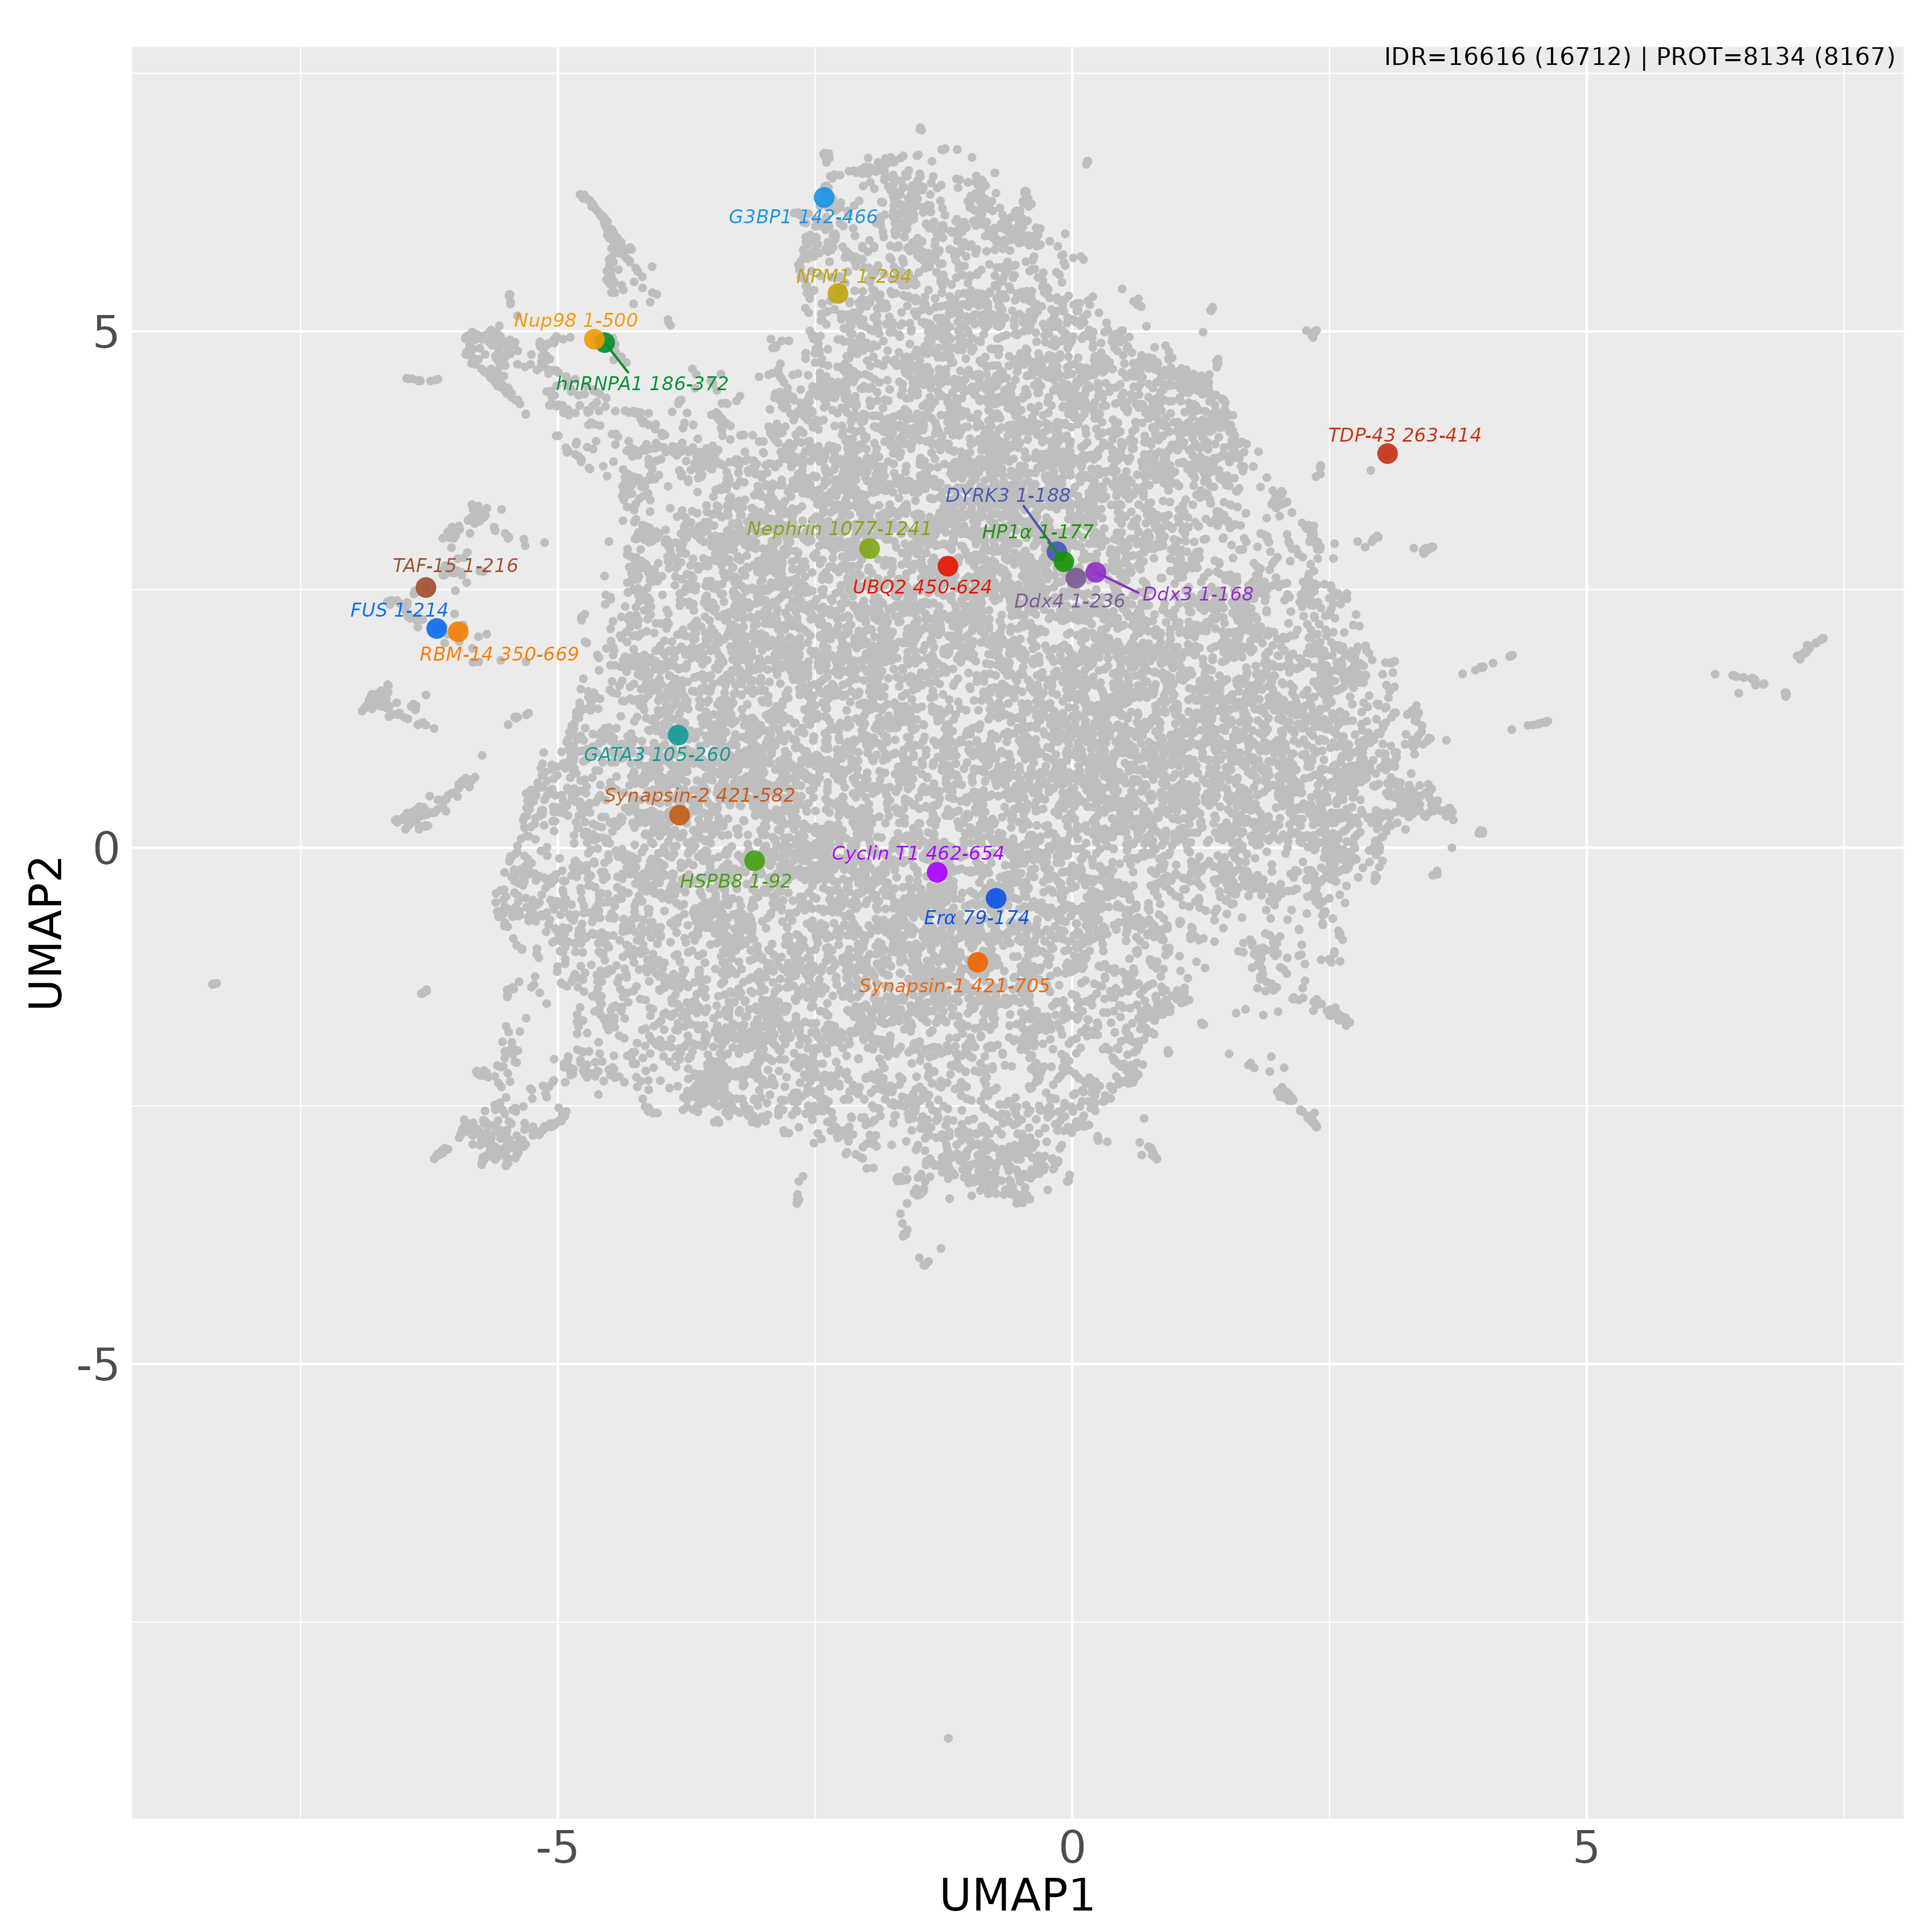 IDR=16616 (16712) | PROT=8134 (8167)
G3BP1 142-466
NPM1 1-294
Nup98 1-500
5
hnRNPA1 186-372
TDP-43 263-414
DYRK3 1-188
Nephrin 1077-1241
HP1α 1-177
TAF-15 1-216
UBQ2 450-624
Ddx3 1-168
Ddx4 1-236
FUS 1-214
RBM-14 350-669
GATA3 105-260
Synapsin-2 421-582
0
Cyclin T1 462-654
HSPB8 1-92
Erα 79-174
UMAP2
Synapsin-1 421-705
-5
-5 0 5
UMAP1